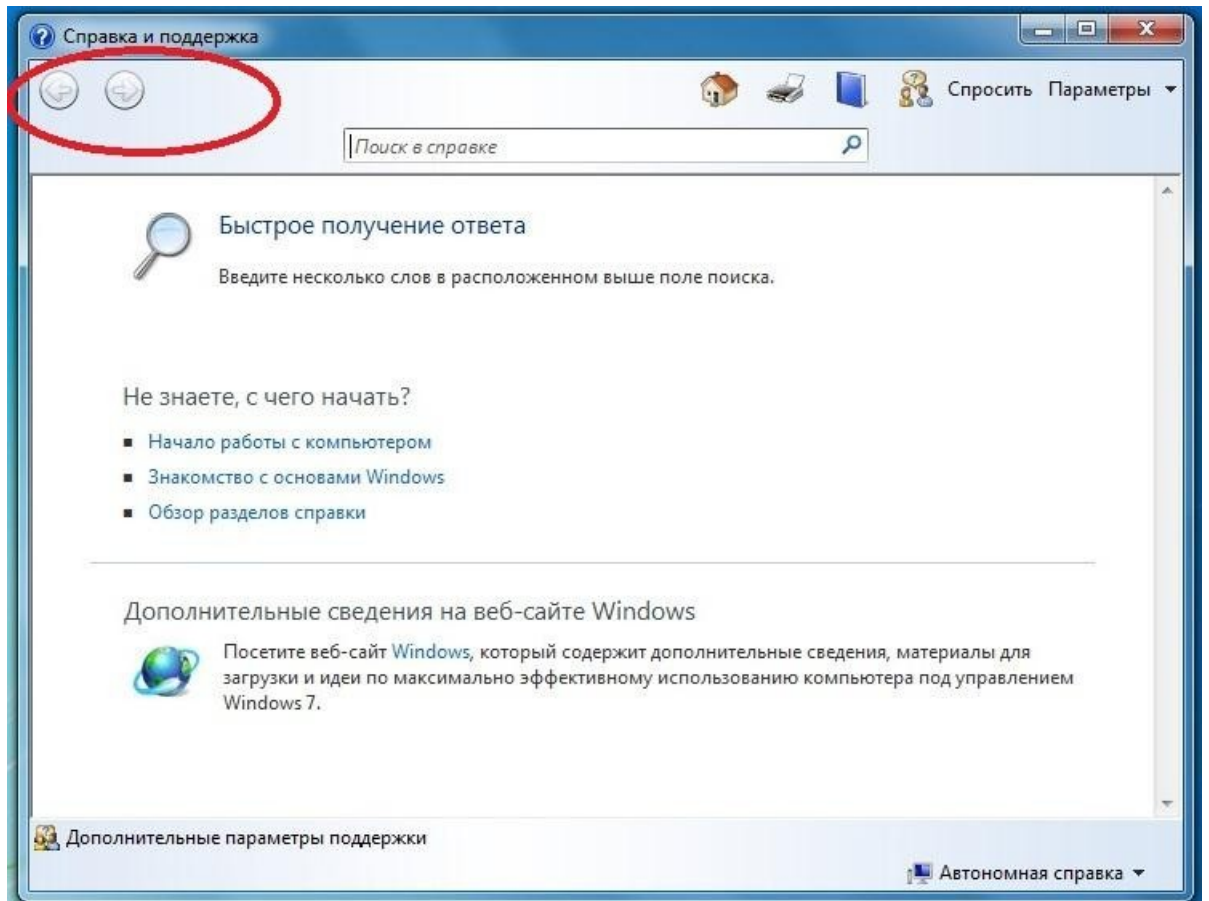 Справка и поддержка
Спросить Параметры
Поиск в справке
Быстрое получение ответа
Введите несколько слов в расположенном выше поле поиска.
Не знаете, с чего начать?
Начало работы с компьютером
Знакомство с основами Windows
Обзор разделов справки
Дополнительные сведения на веб-сайте Windows
Посетите веб-сайт Windows, который содержит дополнительные сведения, материалы для
загрузки и идеи по максимально эффективному использованию компьютера под управлением
Windows 7.
Дополнительные параметры поддержки
Автономная справка